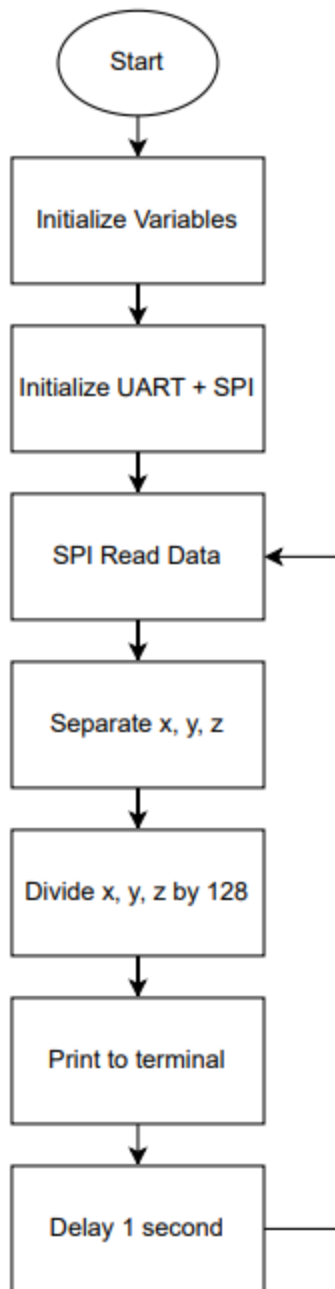 Start
Initialize Variables
Initialize UART + SPI
SPI Read Data
Separate x, y, z
Divide x, y, z by 128
Print to terminal
Delay 1 second